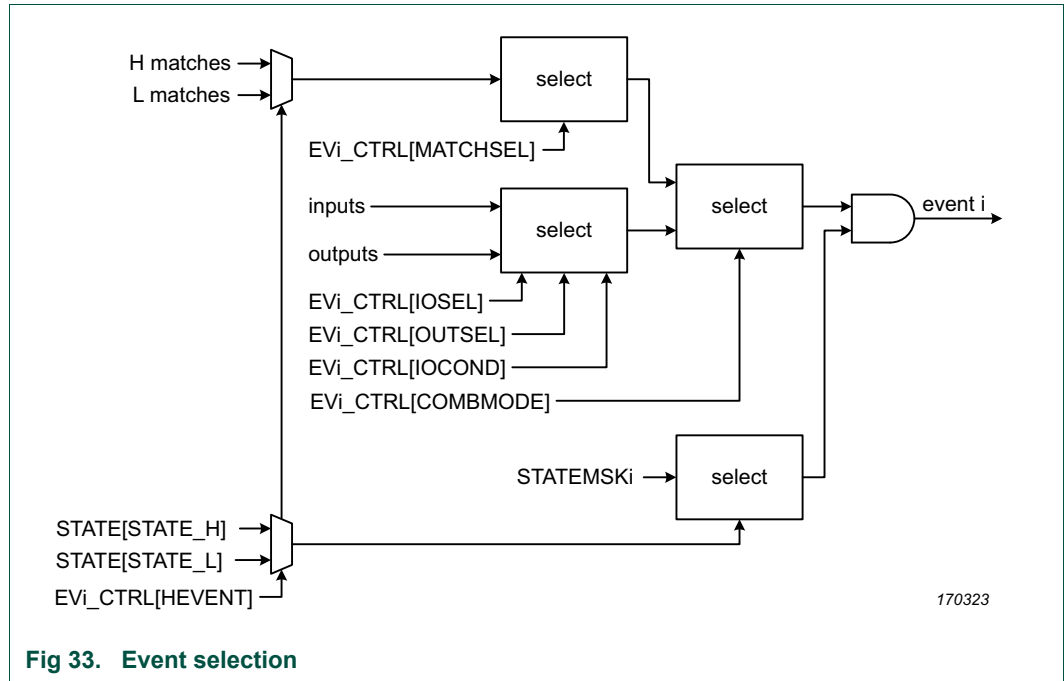 H matches
L matches
select
EVi_CTRL[MATCHSEL]
inputs
outputs
select
select
event i
EVi_CTRL[IOSEL]
EVi_CTRL[OUTSEL]
EVi_CTRL[IOCOND]
EVi_CTRL[COMBMODE]
STATEMSKi
select
STATE[STATE_H]
STATE[STATE_L]
EVi_CTRL[HEVENT]
170323
Fig 33. Event selection